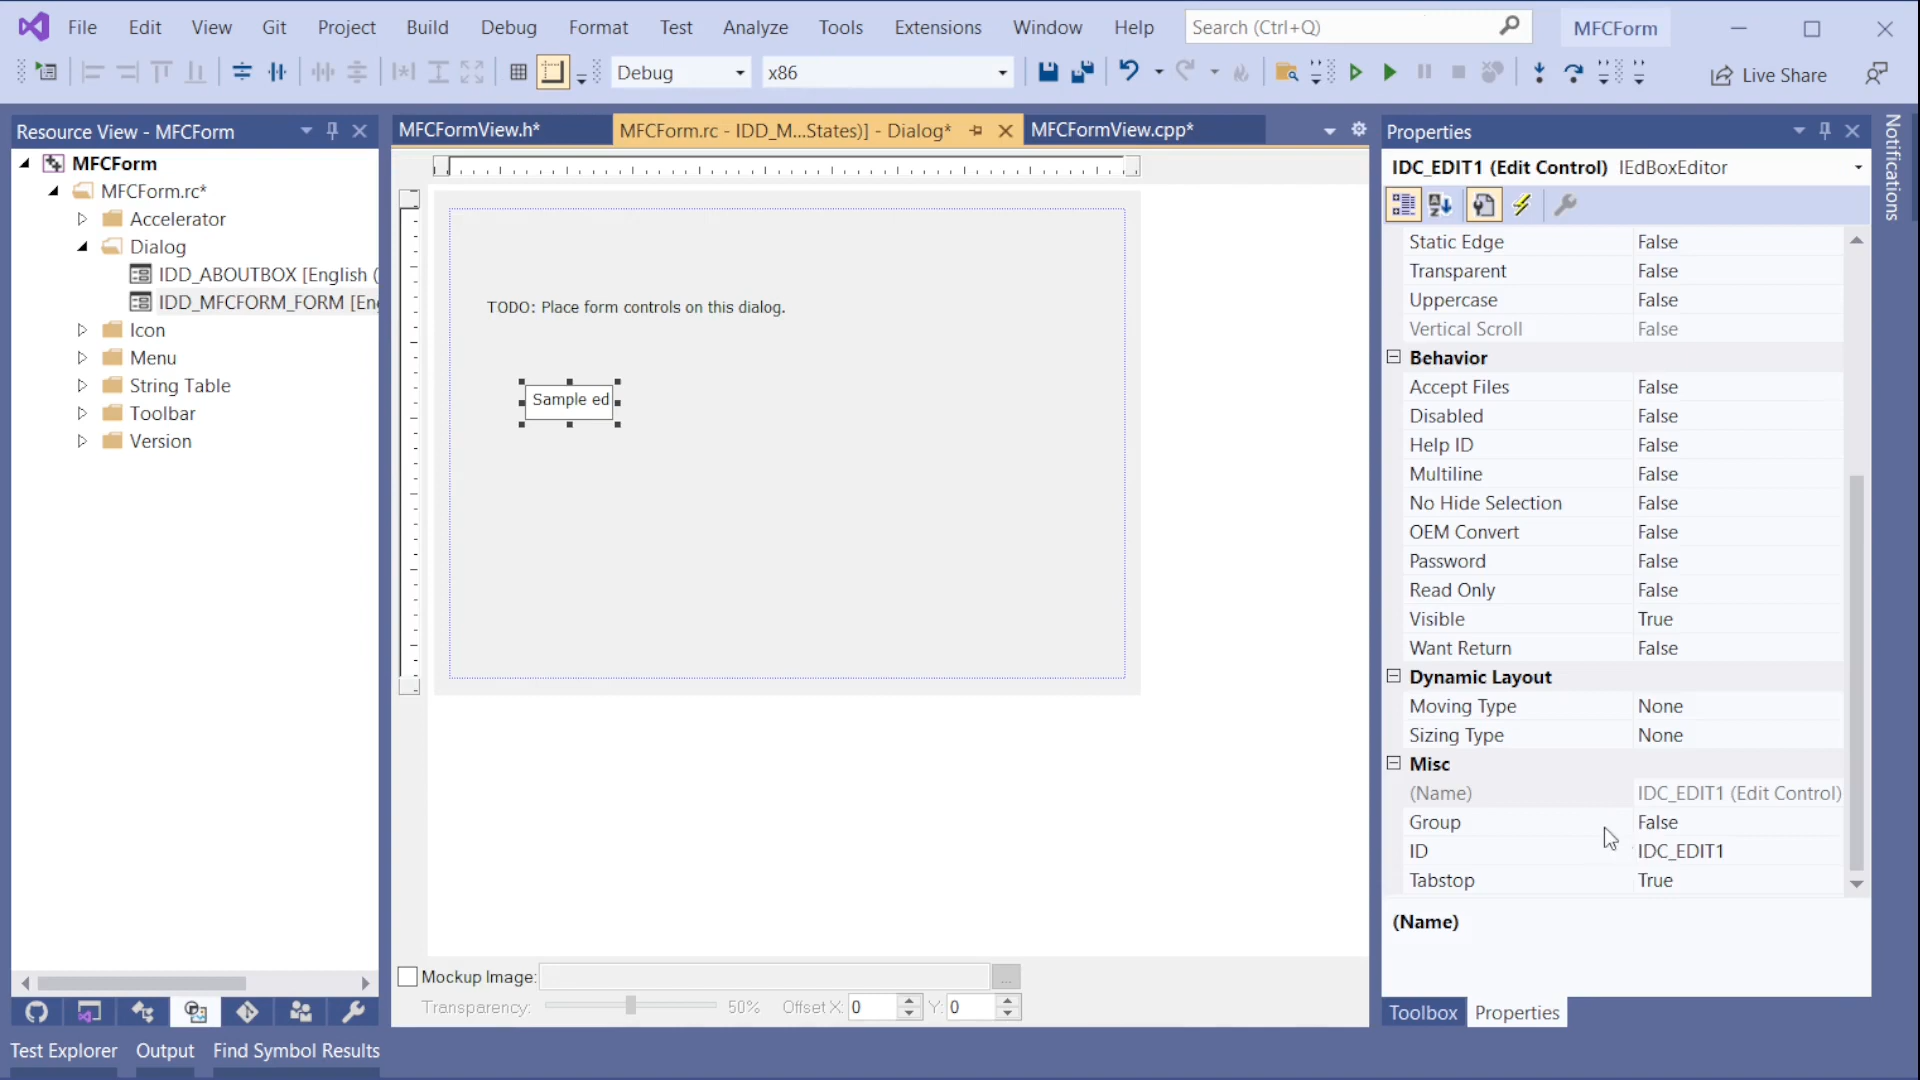 File Edit View Git Project Build Debug Format Test Analyze Tools Extensions Window Help Search (Ctrl+Q) MFCForm
Debug x86 Live Share
Resource View - MFCForm
MFCForm
MFCForm.rc*
Accelerator
Dialog
IDD_ABOUTBOX [English (
IDD_MFCFORM_FORM [En
Icon
Menu
String Table
Toolbar
Version
MFCFormView.h* MFCForm.rc - IDD_M...States)] - Dialog* MFCFormView.cpp*
TODO: Place form controls on this dialog.
Sample ed
Mockup Image: ...
Transparency: 50% Offset X: 0 Y: 0
Properties
IDC_EDIT1 (Edit Control) IEdBoxEditor
Static Edge False
Transparent False
Uppercase False
Vertical Scroll False
Behavior
Accept Files False
Disabled False
Help ID False
Multiline False
No Hide Selection False
OEM Convert False
Password False
Read Only False
Visible True
Want Return False
Dynamic Layout
Moving Type None
Sizing Type None
Misc
(Name) IDC_EDIT1 (Edit Control)
Group False
ID IDC_EDIT1
Tabstop True
(Name)
Toolbox Properties
Notifications
Test Explorer Output Find Symbol Results